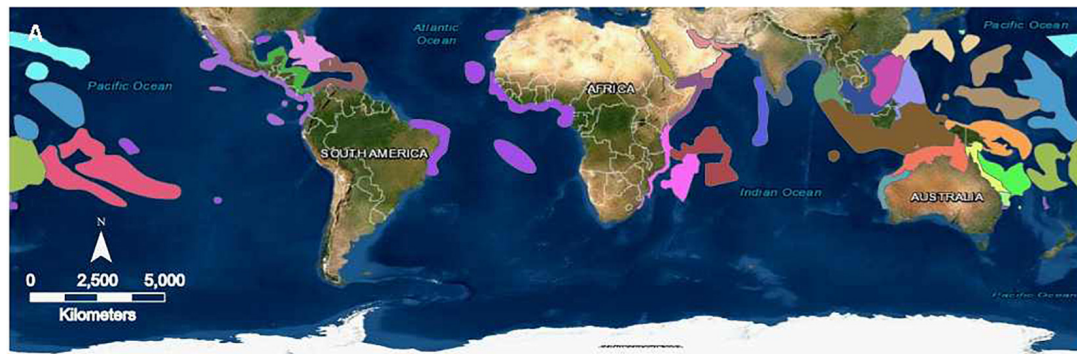 A
Atlantic
Ocean
Pacific Ocean
Pacific Ocean
AFRICA
SOUTH AMERICA
Indian Ocean
AUSTRALIA
N
0 2,500 5,000
Kilometers
Pacific Ocean